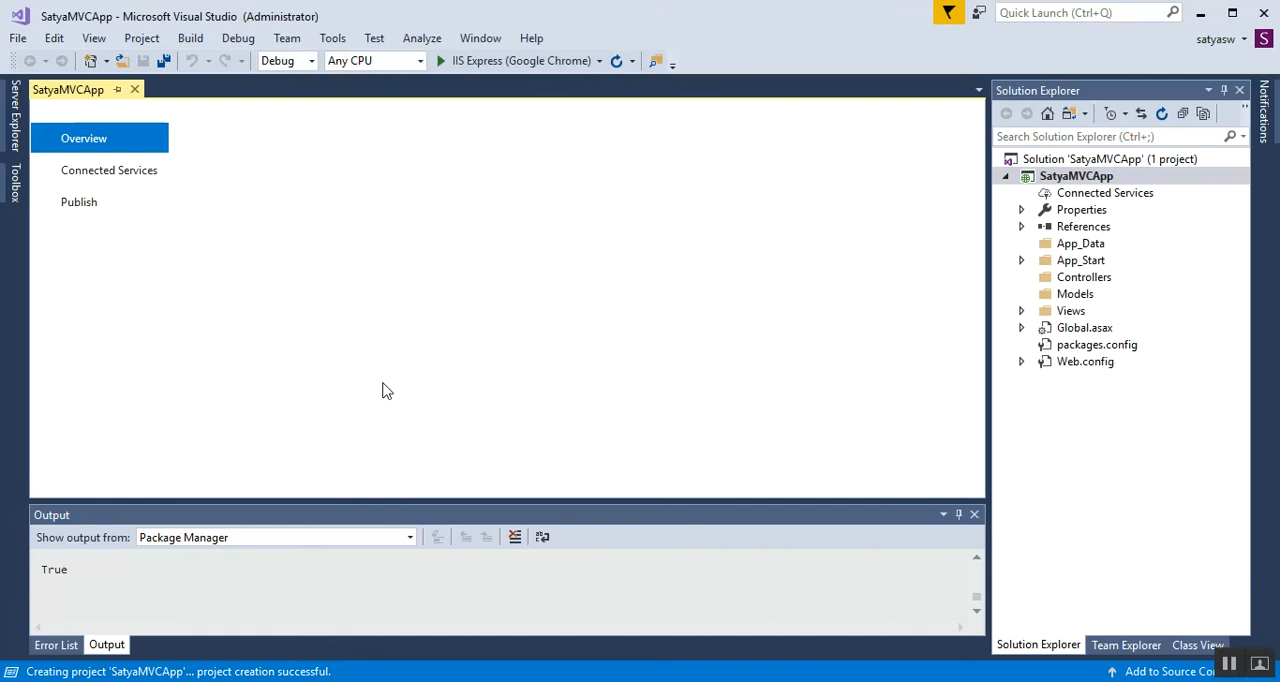 SatyaMVCApp - Microsoft Visual Studio (Administrator)
Quick Launch (Ctrl+Q)
File Edit View Project Build Debug Team Tools Test Analyze Window Help
satyasw S
Debug Any CPU IIS Express (Google Chrome)
Server Explorer
Toolbox
SatyaMVCApp
Overview
Connected Services
Publish
Output
Show output from: Package Manager
True
Error List Output
Solution Explorer
Search Solution Explorer (Ctrl+;)
Solution 'SatyaMVCApp' (1 project)
SatyaMVCApp
Connected Services
Properties
References
App_Data
App_Start
Controllers
Models
Views
Global.asax
packages.config
Web.config
Solution Explorer Team Explorer Class View
Notifications
Creating project 'SatyaMVCApp'... project creation successful.
Add to Source